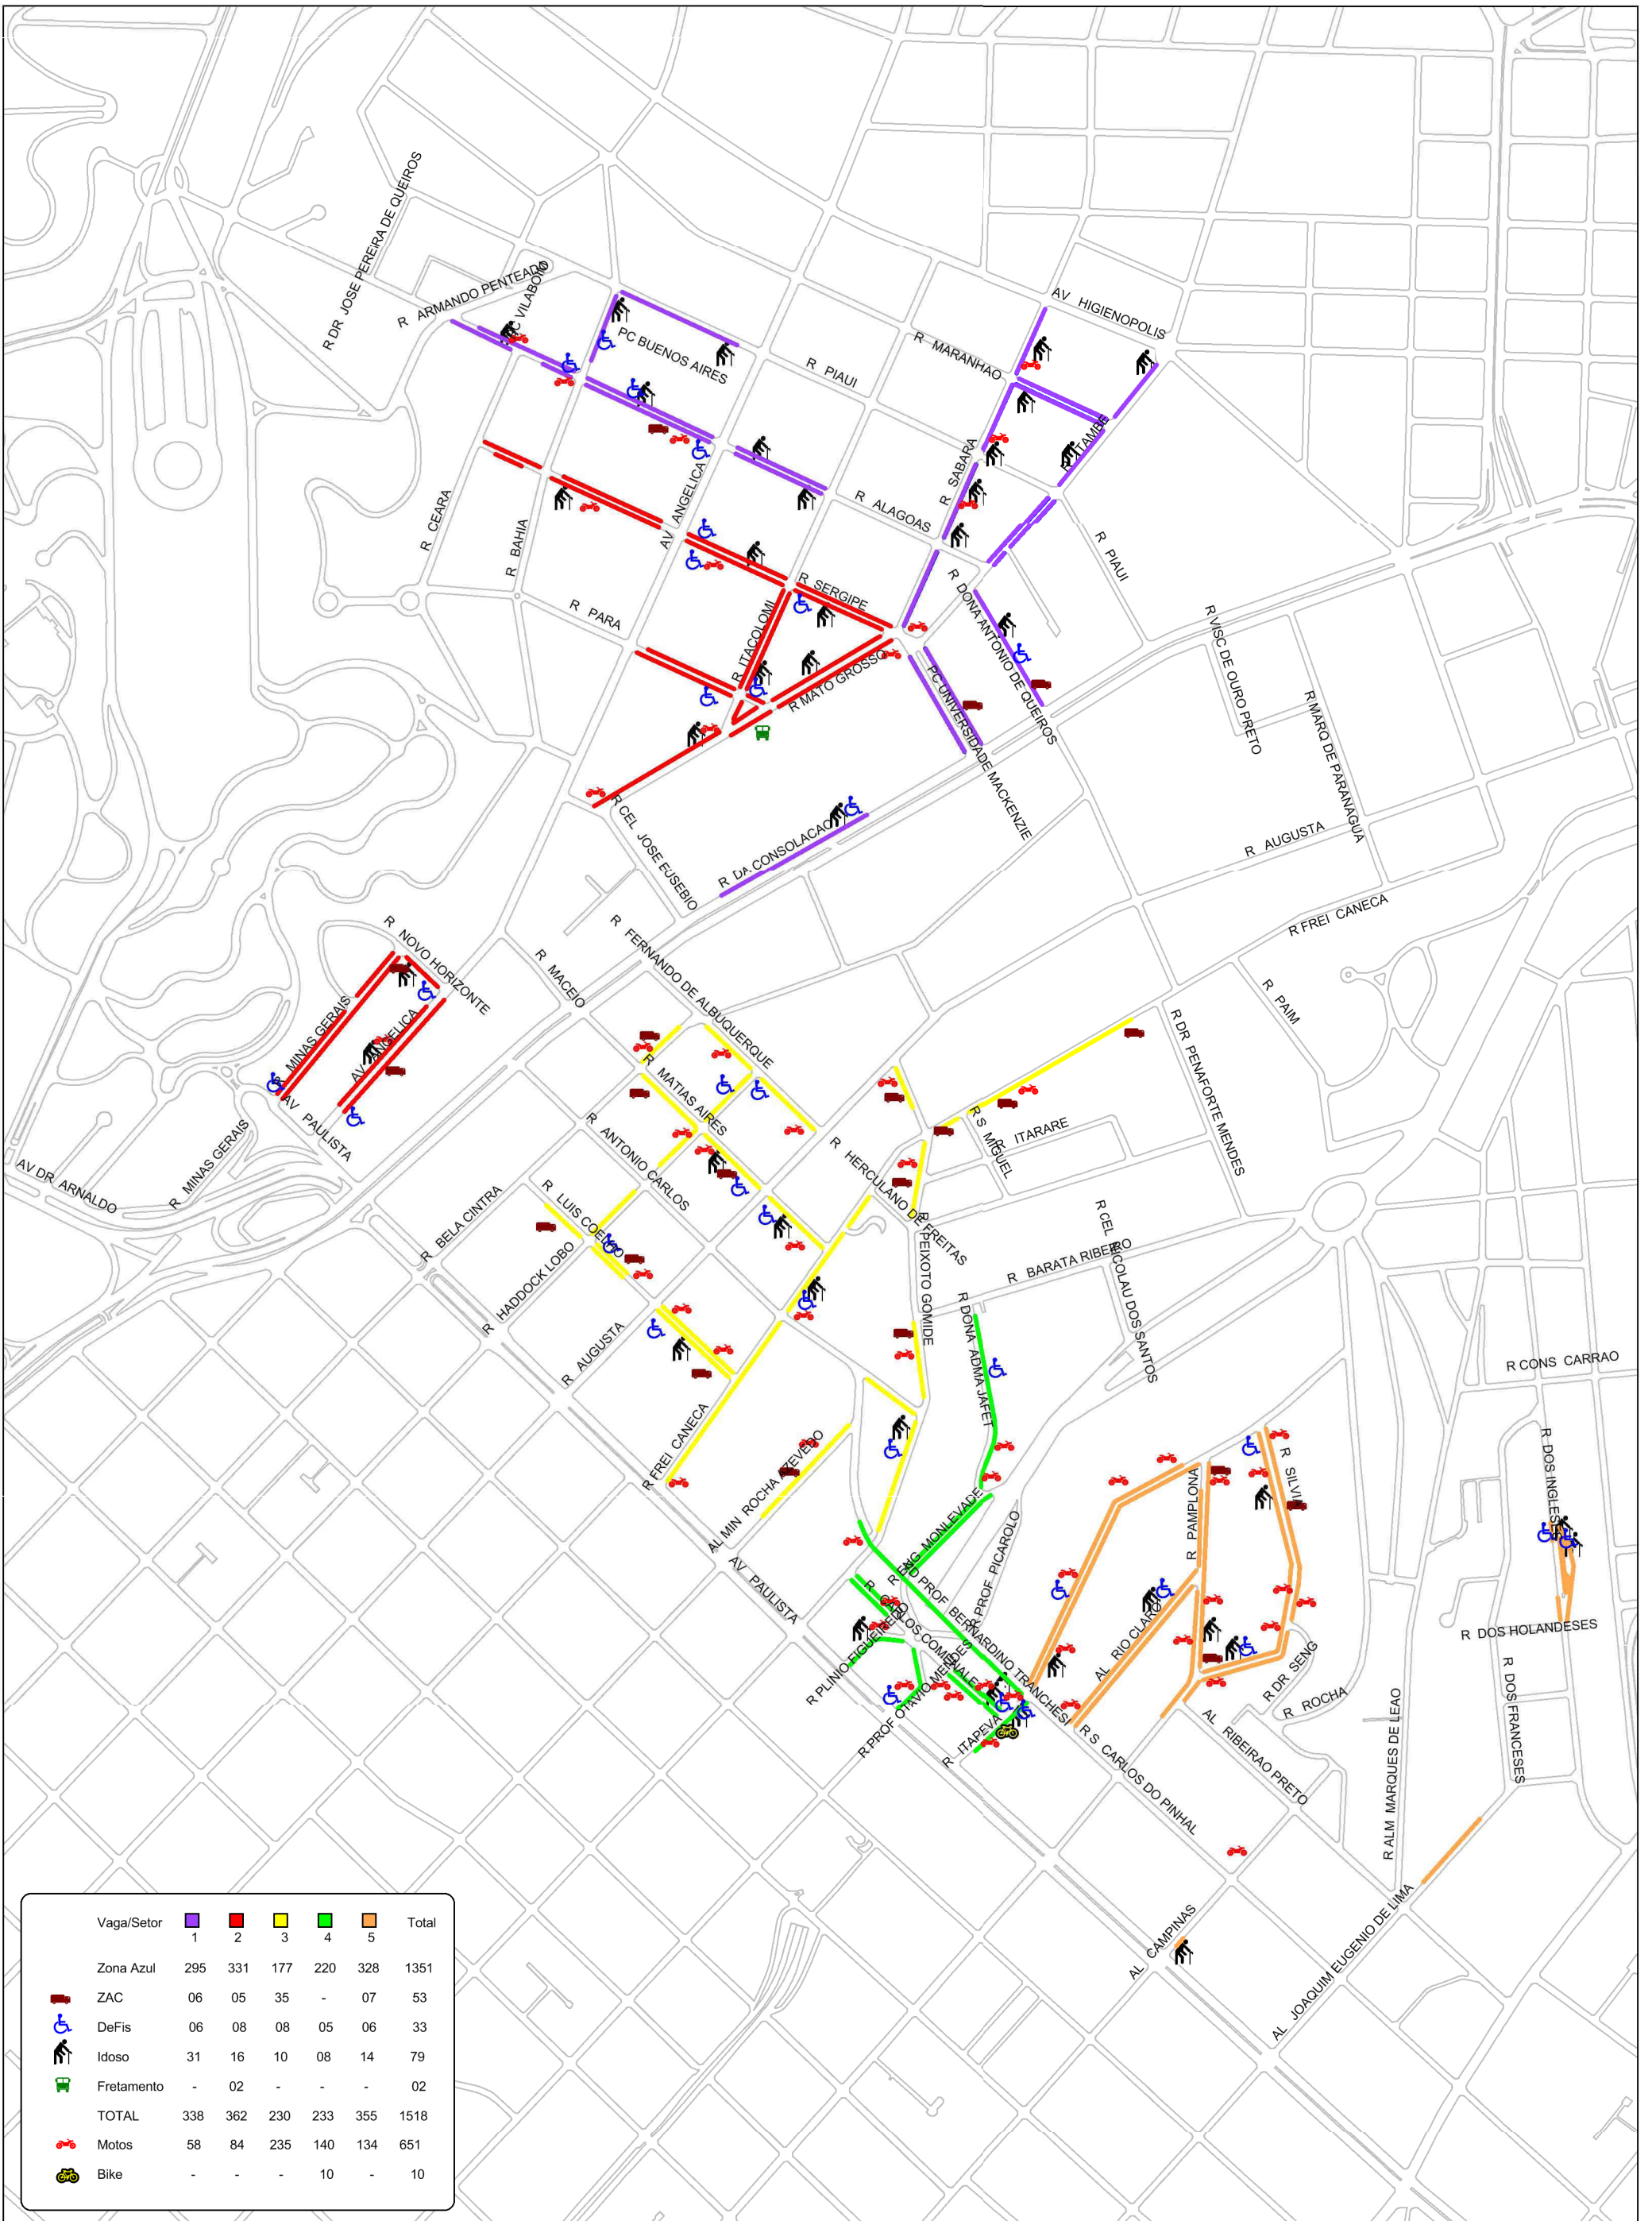 R DR JOSE PEREIRA DE QUEIROS
R ARMANDO PENTEADO
PC VILABOIM
PC BUENOS AIRES
AV HIGIENOPOLIS
R MARANHAO
R PIAUI
R ITAMBE
R SABARA
R CEARA
R BAHIA
AV ANGELICA
R ALAGOAS
R PIAUI
R SERGIPE
R PARA
R ITACOLOMI
R MATO GROSSO
R DONA ANTONIO DE QUEIROS
PC UNIVERSIDADE MACKENZIE
R VISC DE OURO PRETO
R MARQ DE PARANAGUA
R CEL JOSE EUSEBIO
R DA CONSOLACAO
R AUGUSTA
R FREI CANECA
R NOVO HORIZONTE
R MACEIO
R FERNANDO DE ALBUQUERQUE
R PAIM
R MINAS GERAIS
AV ANGELICA
R MATIAS AIRES
R DR PENAFORTE MENDES
AV PAULISTA
R MINAS GERAIS
AV DR ARNALDO
R ANTONIO CARLOS
R S MIGUEL
R ITARARE
R HERCULANO DE FREITAS
R BELA CINTRA
R LUIS COELHO
R HADDOCK LOBO
R PEIXOTO GOMIDE
R BARATA RIBEIRO
R CEL NICOLAU DOS SANTOS
R DONA ADMA JAFET
R AUGUSTA
R CONS CARRAO
R FREI CANECA
AL MIN ROCHA AZEVEDO
R SILVIA
R PAMPLONA
R DOS INGLESES
R ENG MONLEVADE
R PROF PICAROLO
AV PAULISTA
R CARLOS COMENALE
R PROF BERNARDINO TRANCHESI
R PLINIO FIGUEIREDO
R PROF OTAVIO MENDES
AL RIO CLARO
R DOS HOLANDESES
R DR SENG
R ROCHA
R ITAPEVA
R S CARLOS DO PINHAL
AL RIBEIRAO PRETO
R ALM MARQUES DE LEAO
R DOS FRANCESES
AL CAMPINAS
AL JOAQUIM EUGENIO DE LIMA
Vaga/Setor 1 2 3 4 5 Total
Zona Azul 295 331 177 220 328 1351
ZAC 06 05 35 - 07 53
DeFis 06 08 08 05 06 33
Idoso 31 16 10 08 14 79
Fretamento - 02 - - - 02
TOTAL 338 362 230 233 355 1518
Motos 58 84 235 140 134 651
Bike - - - 10 - 10